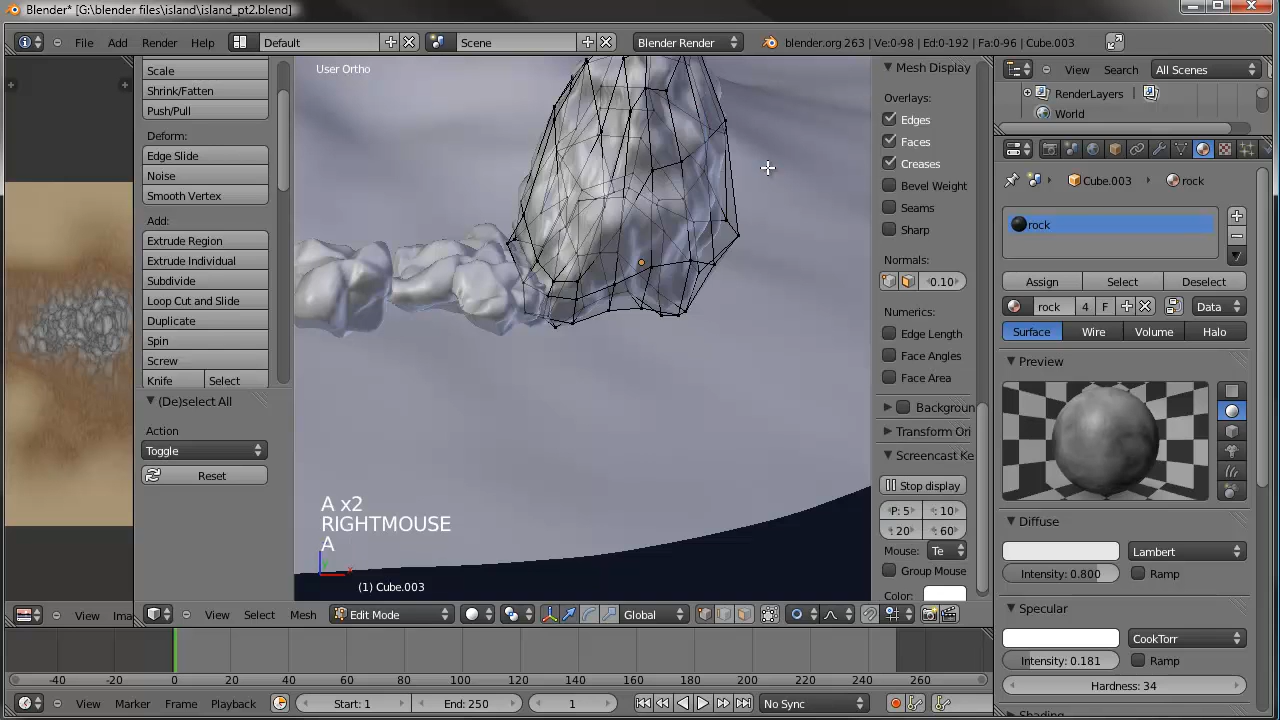 Blender* [G:\blender files\island\island_pt2.blend]
File Add Render Help Default Scene Blender Render blender.org 263 | Ve:0-98 | Ed:0-192 | Fa:0-96 | Cube.003
View Search All Scenes
RenderLayers
World
Scale
Shrink/Fatten
Push/Pull
Deform:
Edge Slide
Noise
Smooth Vertex
Add:
Extrude Region
Extrude Individual
Subdivide
Loop Cut and Slide
Duplicate
Spin
Screw
Knife Select
(De)select All
Action
Toggle
Reset
User Ortho
A x2
RIGHTMOUSE
A
(1) Cube.003
Mesh Display
Overlays:
Edges
Faces
Creases
Bevel Weight
Seams
Sharp
Normals:
0.10
Numerics:
Edge Length
Face Angles
Face Area
Backgroun
Transform Ori
Screencast Ke
Stop display
P: 5 : 10
: 20 : 60
Mouse: Te
Group Mouse
Color:
Cube.003 rock
rock
Assign Select Deselect
rock 4 F Data
Surface Wire Volume Halo
Preview
Diffuse
Lambert
Intensity: 0.800 Ramp
Specular
CookTorr
Intensity: 0.181 Ramp
Hardness: 34
Shading
View Ima View Select Mesh Edit Mode Global
-40 -20 0 20 40 60 80 100 120 140 160 180 200 220 240 260
View Marker Frame Playback Start: 1 End: 250 1 No Sync